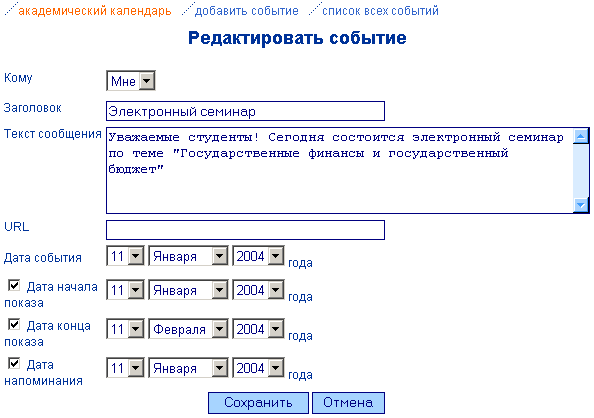 академический календарь добавить событие список всех событий
Редактировать событие
Кому Мне
Заголовок Электронный семинар
Текст сообщения Уважаемые студенты! Сегодня состоится электронный семинар
по теме "Государственные финансы и государственный
бюджет"
URL
Дата события 11 Января 2004 года
Дата начала
показа 11 Января 2004 года
Дата конца
показа 11 Февраля 2004 года
Дата
напоминания 11 Января 2004 года
Сохранить Отмена